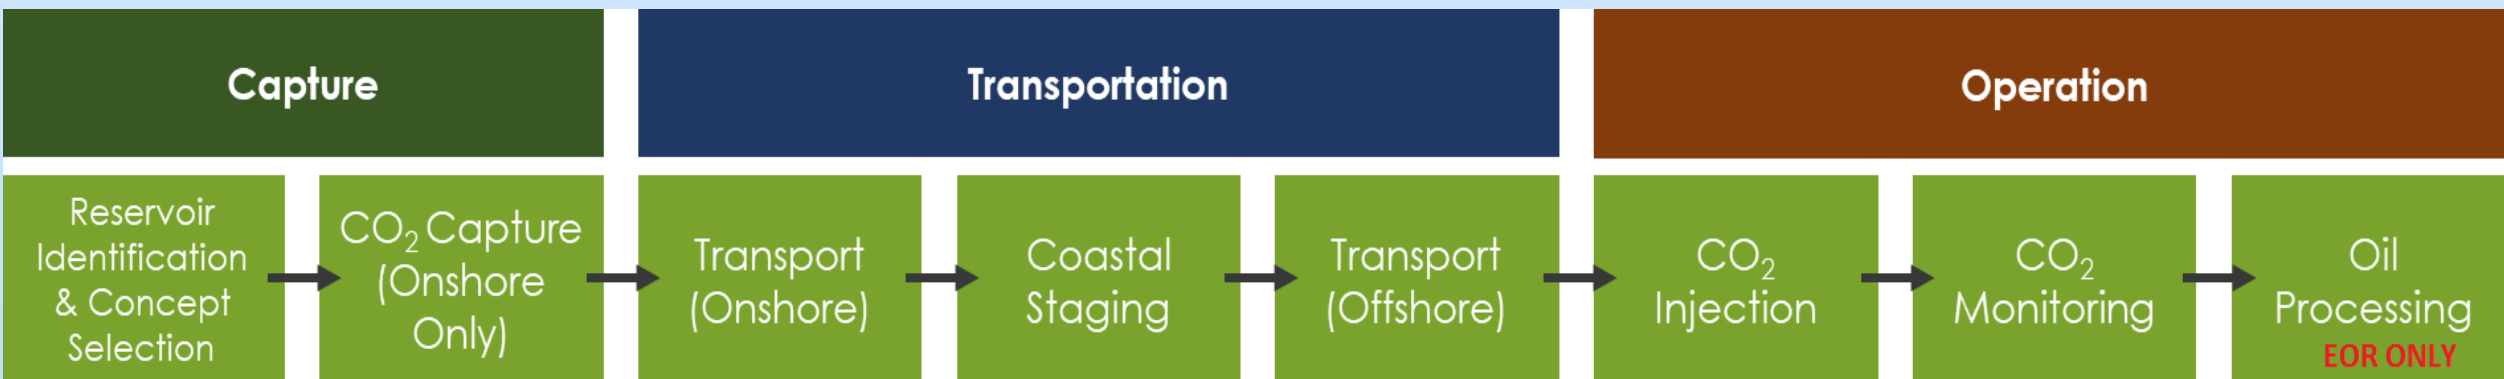 Capture
Transportation
Operation
Reservoir
Identification
& Concept
Selection
CO₂ Capture
(Onshore
Only)
Transport
(Onshore)
Coastal
Staging
Transport
(Offshore)
CO₂
Injection
CO₂
Monitoring
Oil
Processing
EOR ONLY